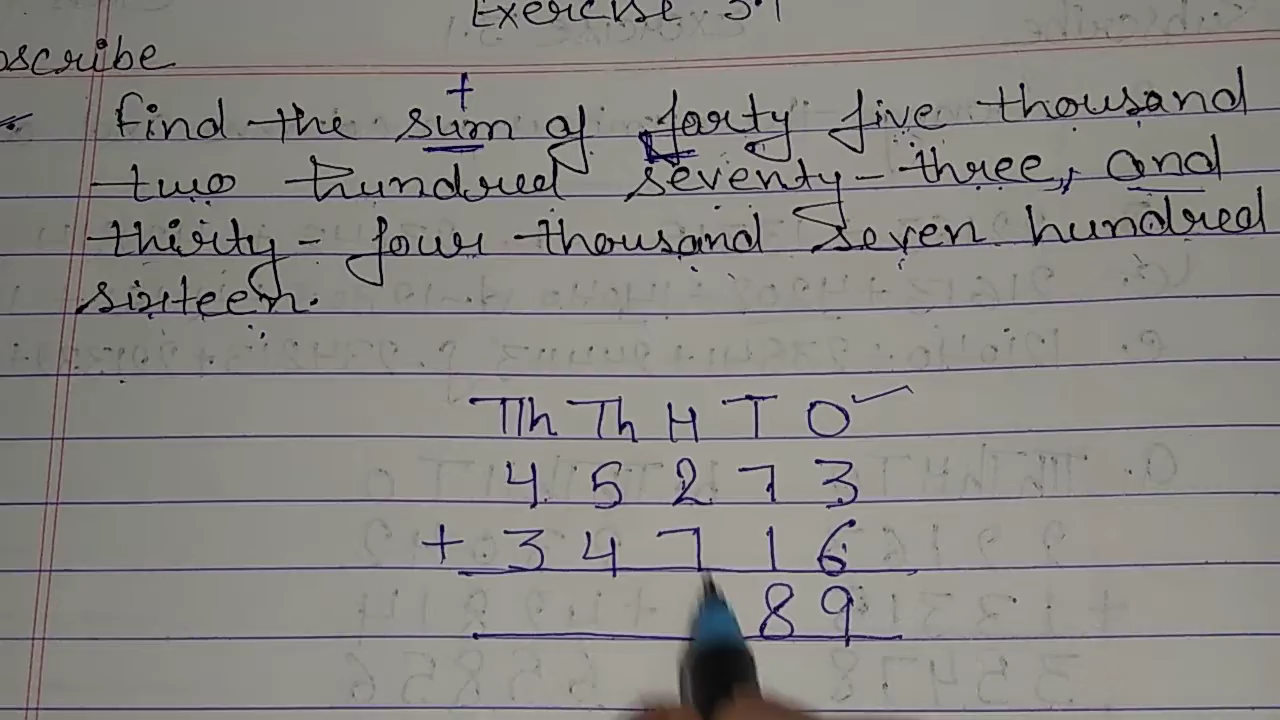 Exercise 3.1
bscribe
+
find the sum of forty five thousand
two hundred seventy-three, and
thirty-four thousand seven hundred
sixteen.
TTh Th H T O
4 5 2 7 3
+ 3 4 7 1 6
8 9